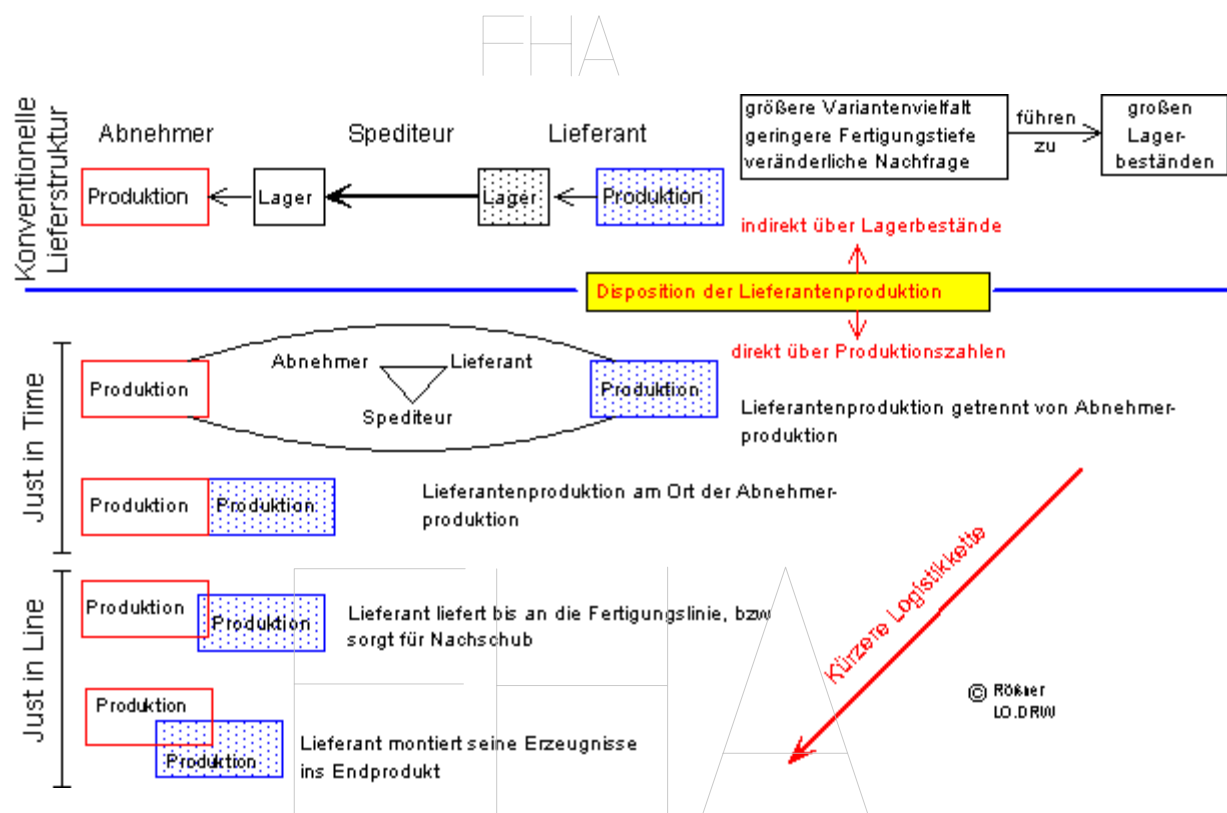 FHA
Konventionelle
Lieferstruktur
Abnehmer
Spediteur
Lieferant
Produktion
Lager
Lager
Produktion
größere Variantenvielfalt
geringere Fertigungstiefe
veränderliche Nachfrage
führen
zu
großen
Lager-
beständen
indirekt über Lagerbestände
Disposition der Lieferantenproduktion
direkt über Produktionszahlen
Just in Time
Produktion
Abnehmer
Lieferant
Spediteur
Produktion
Lieferantenproduktion getrennt von Abnehmer-
produktion
Produktion
Produktion
Lieferantenproduktion am Ort der Abnehmer-
produktion
Just in Line
Produktion
Produktion
Lieferant liefert bis an die Fertigungslinie, bzw
sorgt für Nachschub
Produktion
Produktion
Lieferant montiert seine Erzeugnisse
ins Endprodukt
Kürzere Logistikkette
© Rößner
LO.DRW
FHA